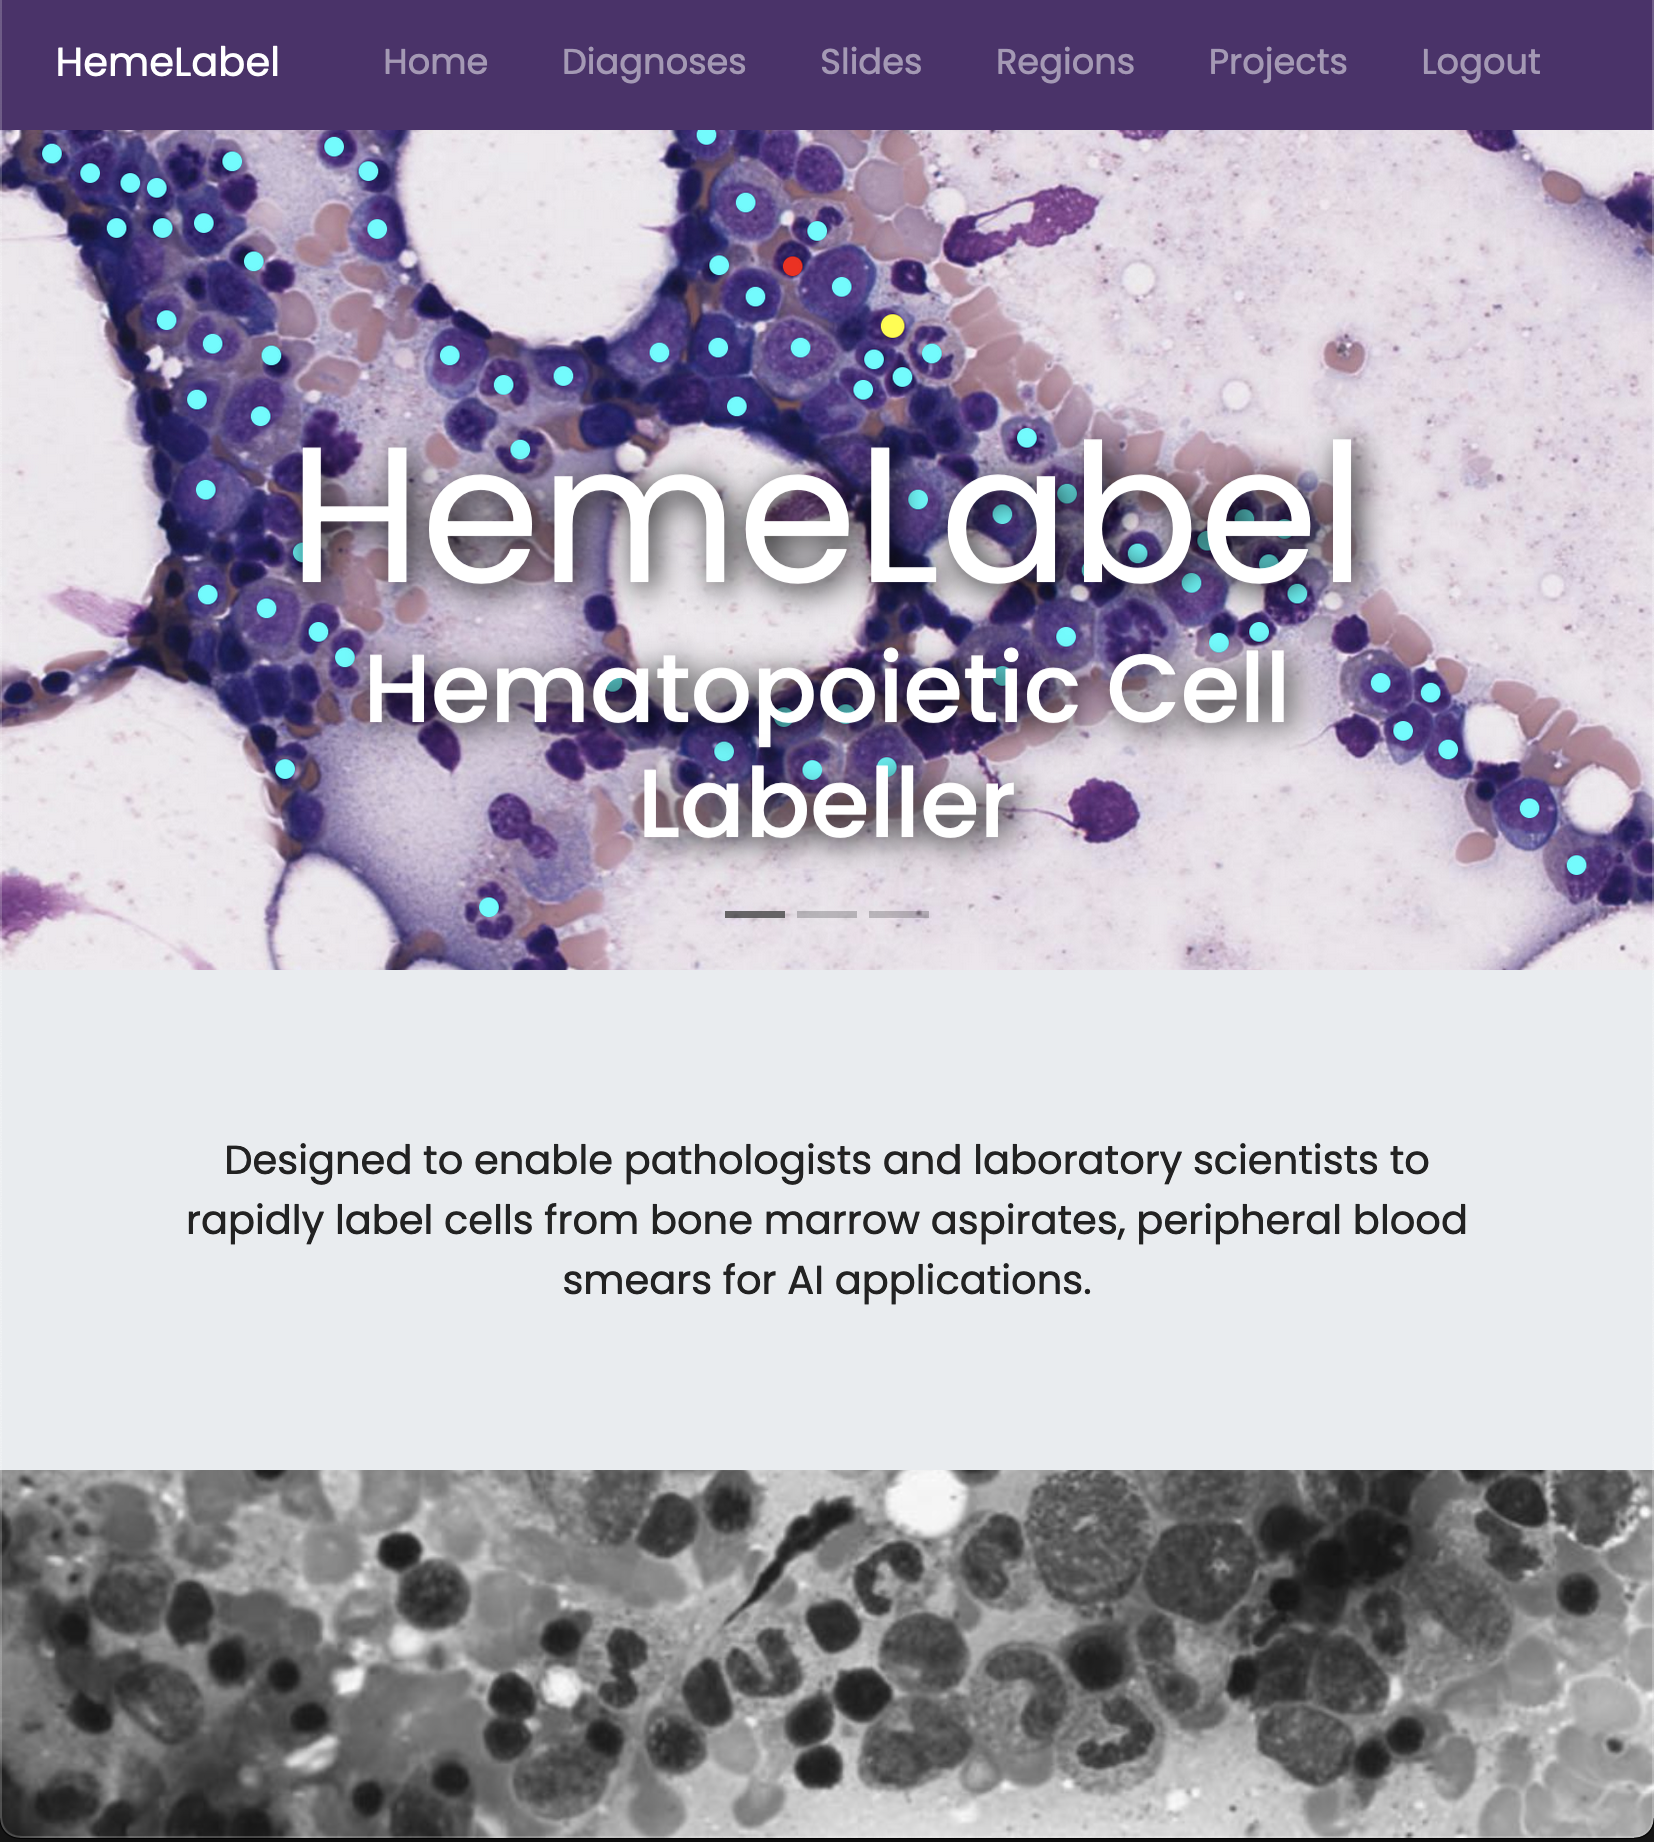 HemeLabel Home Diagnoses Slides Regions Projects Logout
HemeLabel
Hematopoietic Cell
Labeller
Designed to enable pathologists and laboratory scientists to
rapidly label cells from bone marrow aspirates, peripheral blood
smears for AI applications.